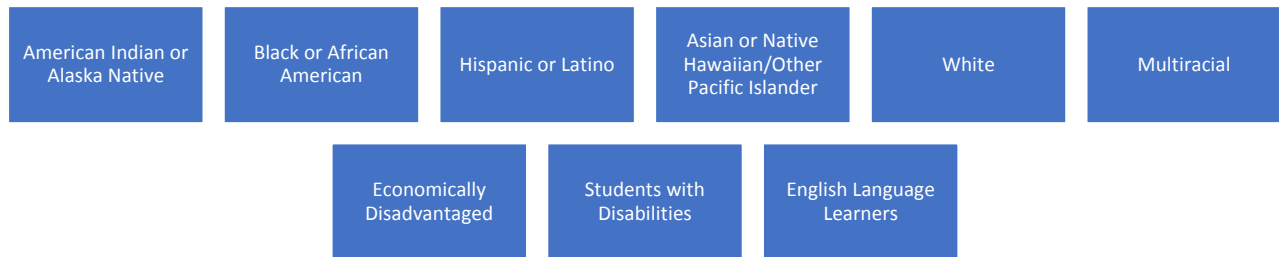 American Indian or
Alaska Native
Black or African
American
Hispanic or Latino
Asian or Native
Hawaiian/Other
Pacific Islander
White
Multiracial
Economically
Disadvantaged
Students with
Disabilities
English Language
Learners